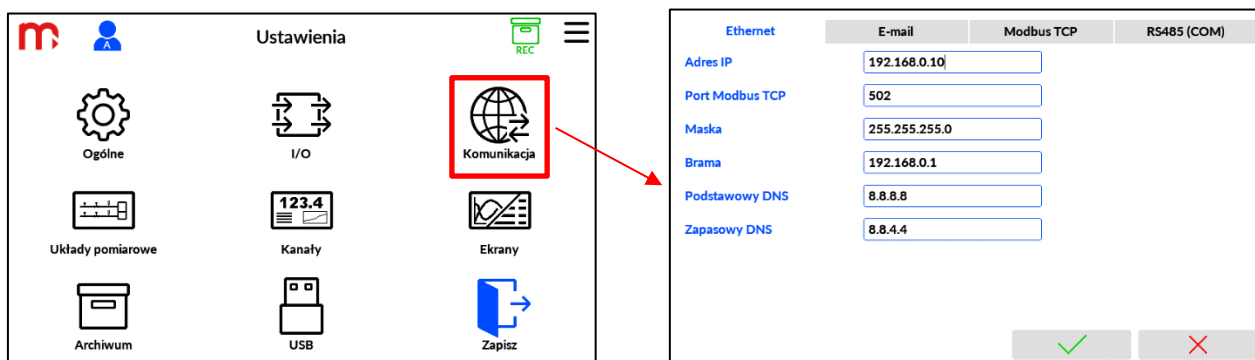 m
A
Ustawienia
REC
Ogólne
I/O
Komunikacja
123.4
Układy pomiarowe
Kanały
Ekrany
Archiwum
USB
Zapisz
Ethernet
E-mail
Modbus TCP
RS485 (COM)
Adres IP
192.168.0.10
Port Modbus TCP
502
Maska
255.255.255.0
Brama
192.168.0.1
Podstawowy DNS
8.8.8.8
Zapasowy DNS
8.8.4.4